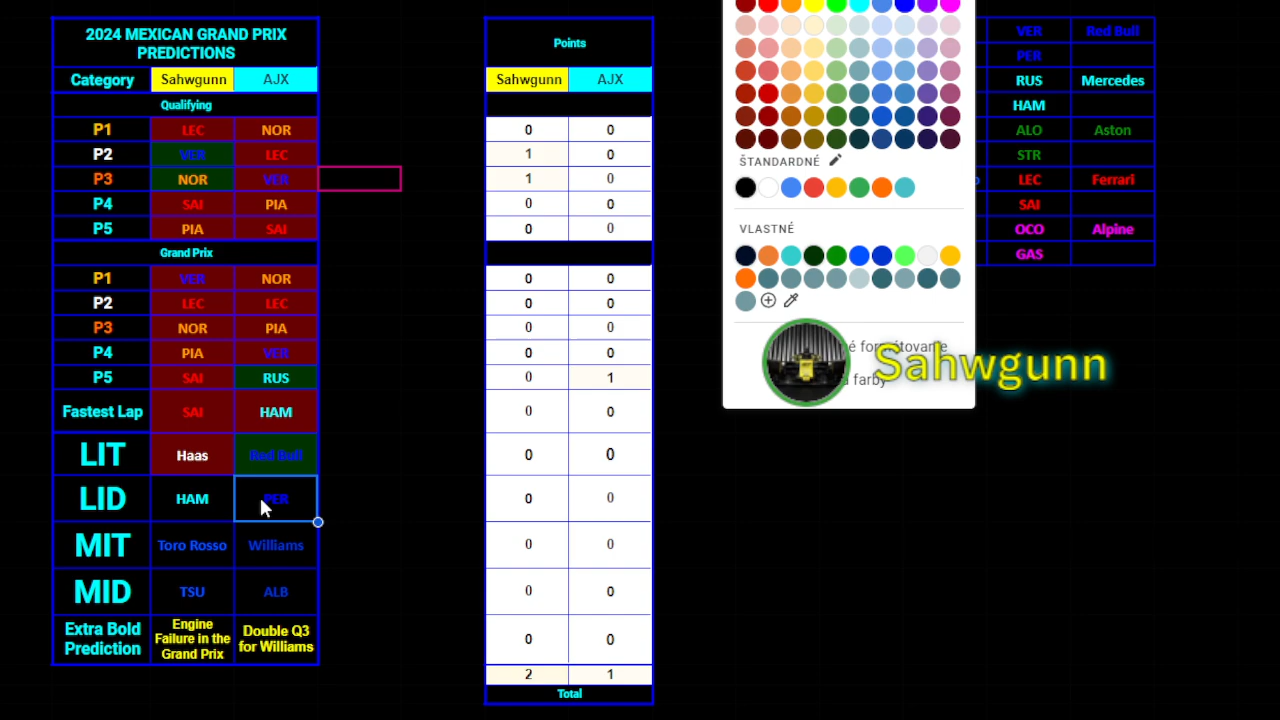 2024 MEXICAN GRAND PRIX
PREDICTIONS
Category Sahwgunn AJX
Qualifying
P1 LEC NOR
P2 VER LEC
P3 NOR VER
P4 SAI PIA
P5 PIA SAI
Grand Prix
P1 VER NOR
P2 LEC LEC
P3 NOR PIA
P4 PIA VER
P5 SAI RUS
Fastest Lap SAI HAM
LIT Haas Red Bull
LID HAM PER
MIT Toro Rosso Williams
MID TSU ALB
Extra Bold
Prediction
Engine
Failure in the
Grand Prix
Double Q3
for Williams
Points
Sahwgunn AJX
0 0
1 0
1 0
0 0
0 0
0 0
0 0
0 0
0 0
0 1
0 0
0 0
0 0
0 0
0 0
0 0
2 1
Total
ŠTANDARDNÉ
VLASTNÉ
farby
Sahwgunn
VER Red Bull
PER
RUS Mercedes
HAM
ALO Aston
STR
LEC Ferrari
SAI
OCO Alpine
GAS